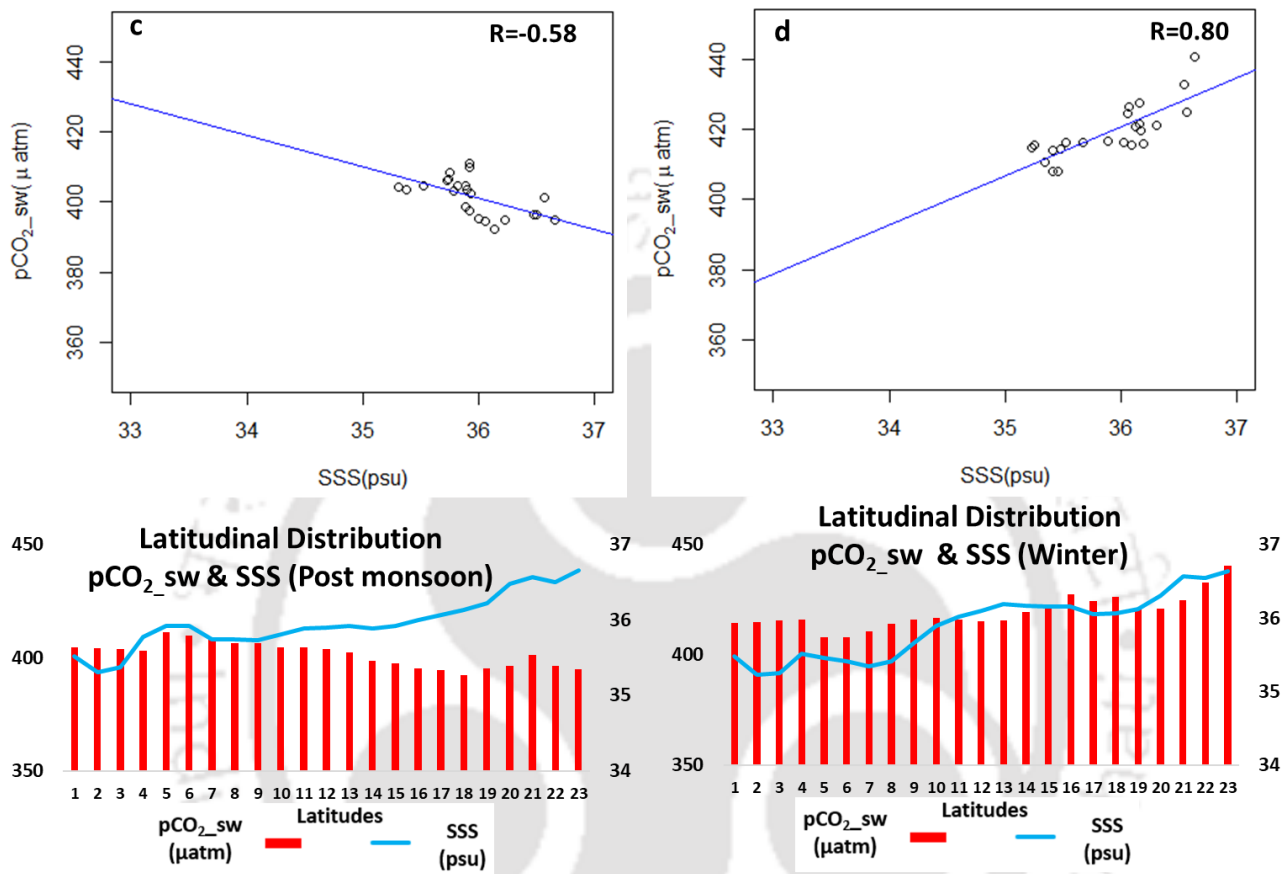 c
R=-0.58
440
420
400
380
360
pCO₂_sw( μ atm)
33 34 35 36 37
SSS(psu)
d
R=0.80
440
420
400
380
360
pCO₂_sw( μ atm)
33 34 35 36 37
SSS(psu)
Latitudinal Distribution
pCO₂_sw & SSS (Post monsoon)
450
400
350
37
36
35
34
1 2 3 4 5 6 7 8 9 10 11 12 13 14 15 16 17 18 19 20 21 22 23
Latitudes
pCO₂_sw
(µatm)
SSS
(psu)
Latitudinal Distribution
pCO₂_sw & SSS (Winter)
450
400
350
37
36
35
34
1 2 3 4 5 6 7 8 9 10 11 12 13 14 15 16 17 18 19 20 21 22 23
Latitudes
pCO₂_sw
(µatm)
SSS
(psu)